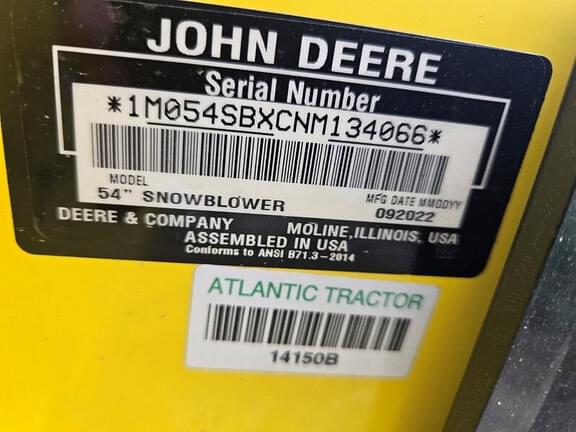 JOHN DEERE
Serial Number
*1M054SBXCNM134066*
MODEL
54" SNOWBLOWER
MFG DATE MMDDYY
092022
DEERE & COMPANY MOLINE, ILLINOIS, USA
ASSEMBLED IN USA
Conforms to ANSI B71.3-2014
ATLANTIC TRACTOR
14150B